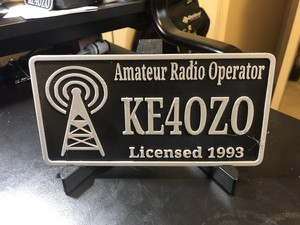 Amateur Radio Operator
KE4OZO
Licensed 1993